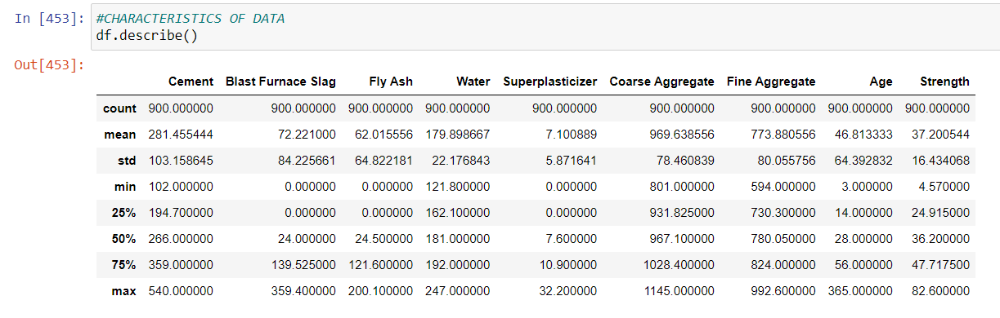 In [453]: #CHARACTERISTICS OF DATA
df.describe()
Out[453]:
Cement Blast Furnace Slag Fly Ash Water Superplasticizer Coarse Aggregate Fine Aggregate Age Strength
count 900.000000 900.000000 900.000000 900.000000 900.000000 900.000000 900.000000 900.000000 900.000000
mean 281.455444 72.221000 62.015556 179.898667 7.100889 969.638556 773.880556 46.813333 37.200544
std 103.158645 84.225661 64.822181 22.176843 5.871641 78.460839 80.055756 64.392832 16.434068
min 102.000000 0.000000 0.000000 121.800000 0.000000 801.000000 594.000000 3.000000 4.570000
25% 194.700000 0.000000 0.000000 162.100000 0.000000 931.825000 730.300000 14.000000 24.915000
50% 266.000000 24.000000 24.500000 181.000000 7.600000 967.100000 780.050000 28.000000 36.200000
75% 359.000000 139.525000 121.600000 192.000000 10.900000 1028.400000 824.000000 56.000000 47.717500
max 540.000000 359.400000 200.100000 247.000000 32.200000 1145.000000 992.600000 365.000000 82.600000